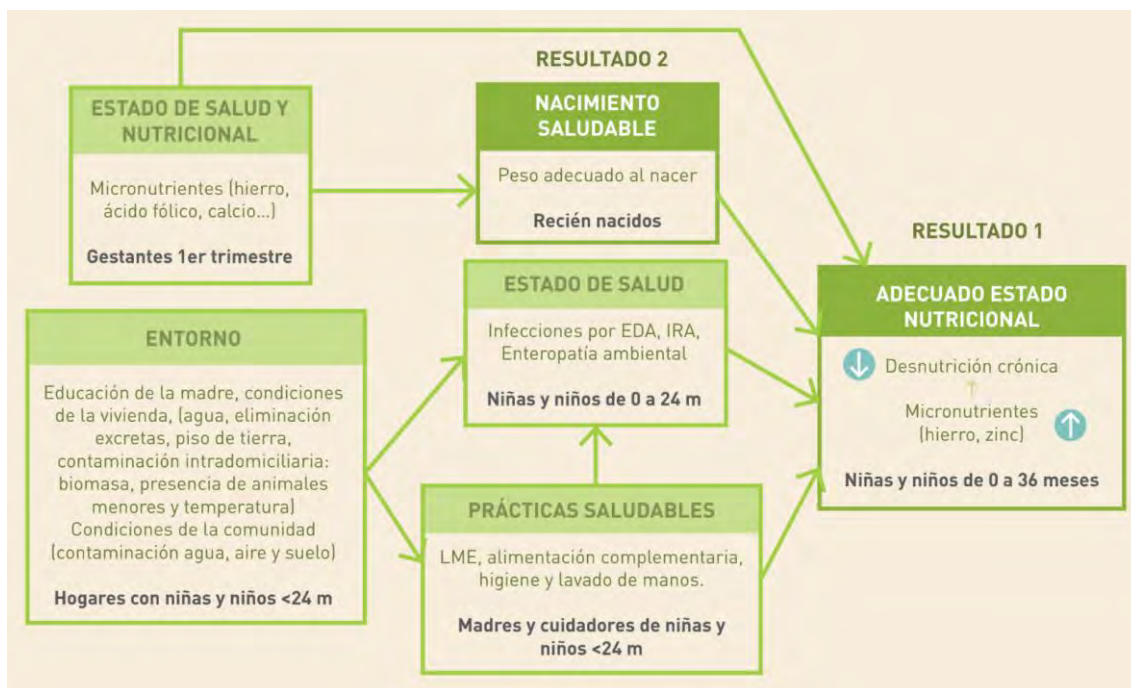 ESTADO DE SALUD Y
NUTRICIONAL
Micronutrientes (hierro,
ácido fólico, calcio...)
Gestantes 1er trimestre
RESULTADO 2
NACIMIENTO
SALUDABLE
Peso adecuado al nacer
Recién nacidos
RESULTADO 1
ADECUADO ESTADO
NUTRICIONAL
Desnutrición crónica
Micronutrientes
(hierro, zinc)
Niñas y niños de 0 a 36 meses
ESTADO DE SALUD
Infecciones por EDA, IRA,
Enteropatía ambiental
Niñas y niños de 0 a 24 m
ENTORNO
Educación de la madre, condiciones
de la vivienda, (agua, eliminación
excretas, piso de tierra,
contaminación intradomiciliaria:
biomasa, presencia de animales
menores y temperatura)
Condiciones de la comunidad
(contaminación agua, aire y suelo)
Hogares con niñas y niños <24 m
PRÁCTICAS SALUDABLES
LME, alimentación complementaria,
higiene y lavado de manos.
Madres y cuidadores de niñas y
niños <24 m